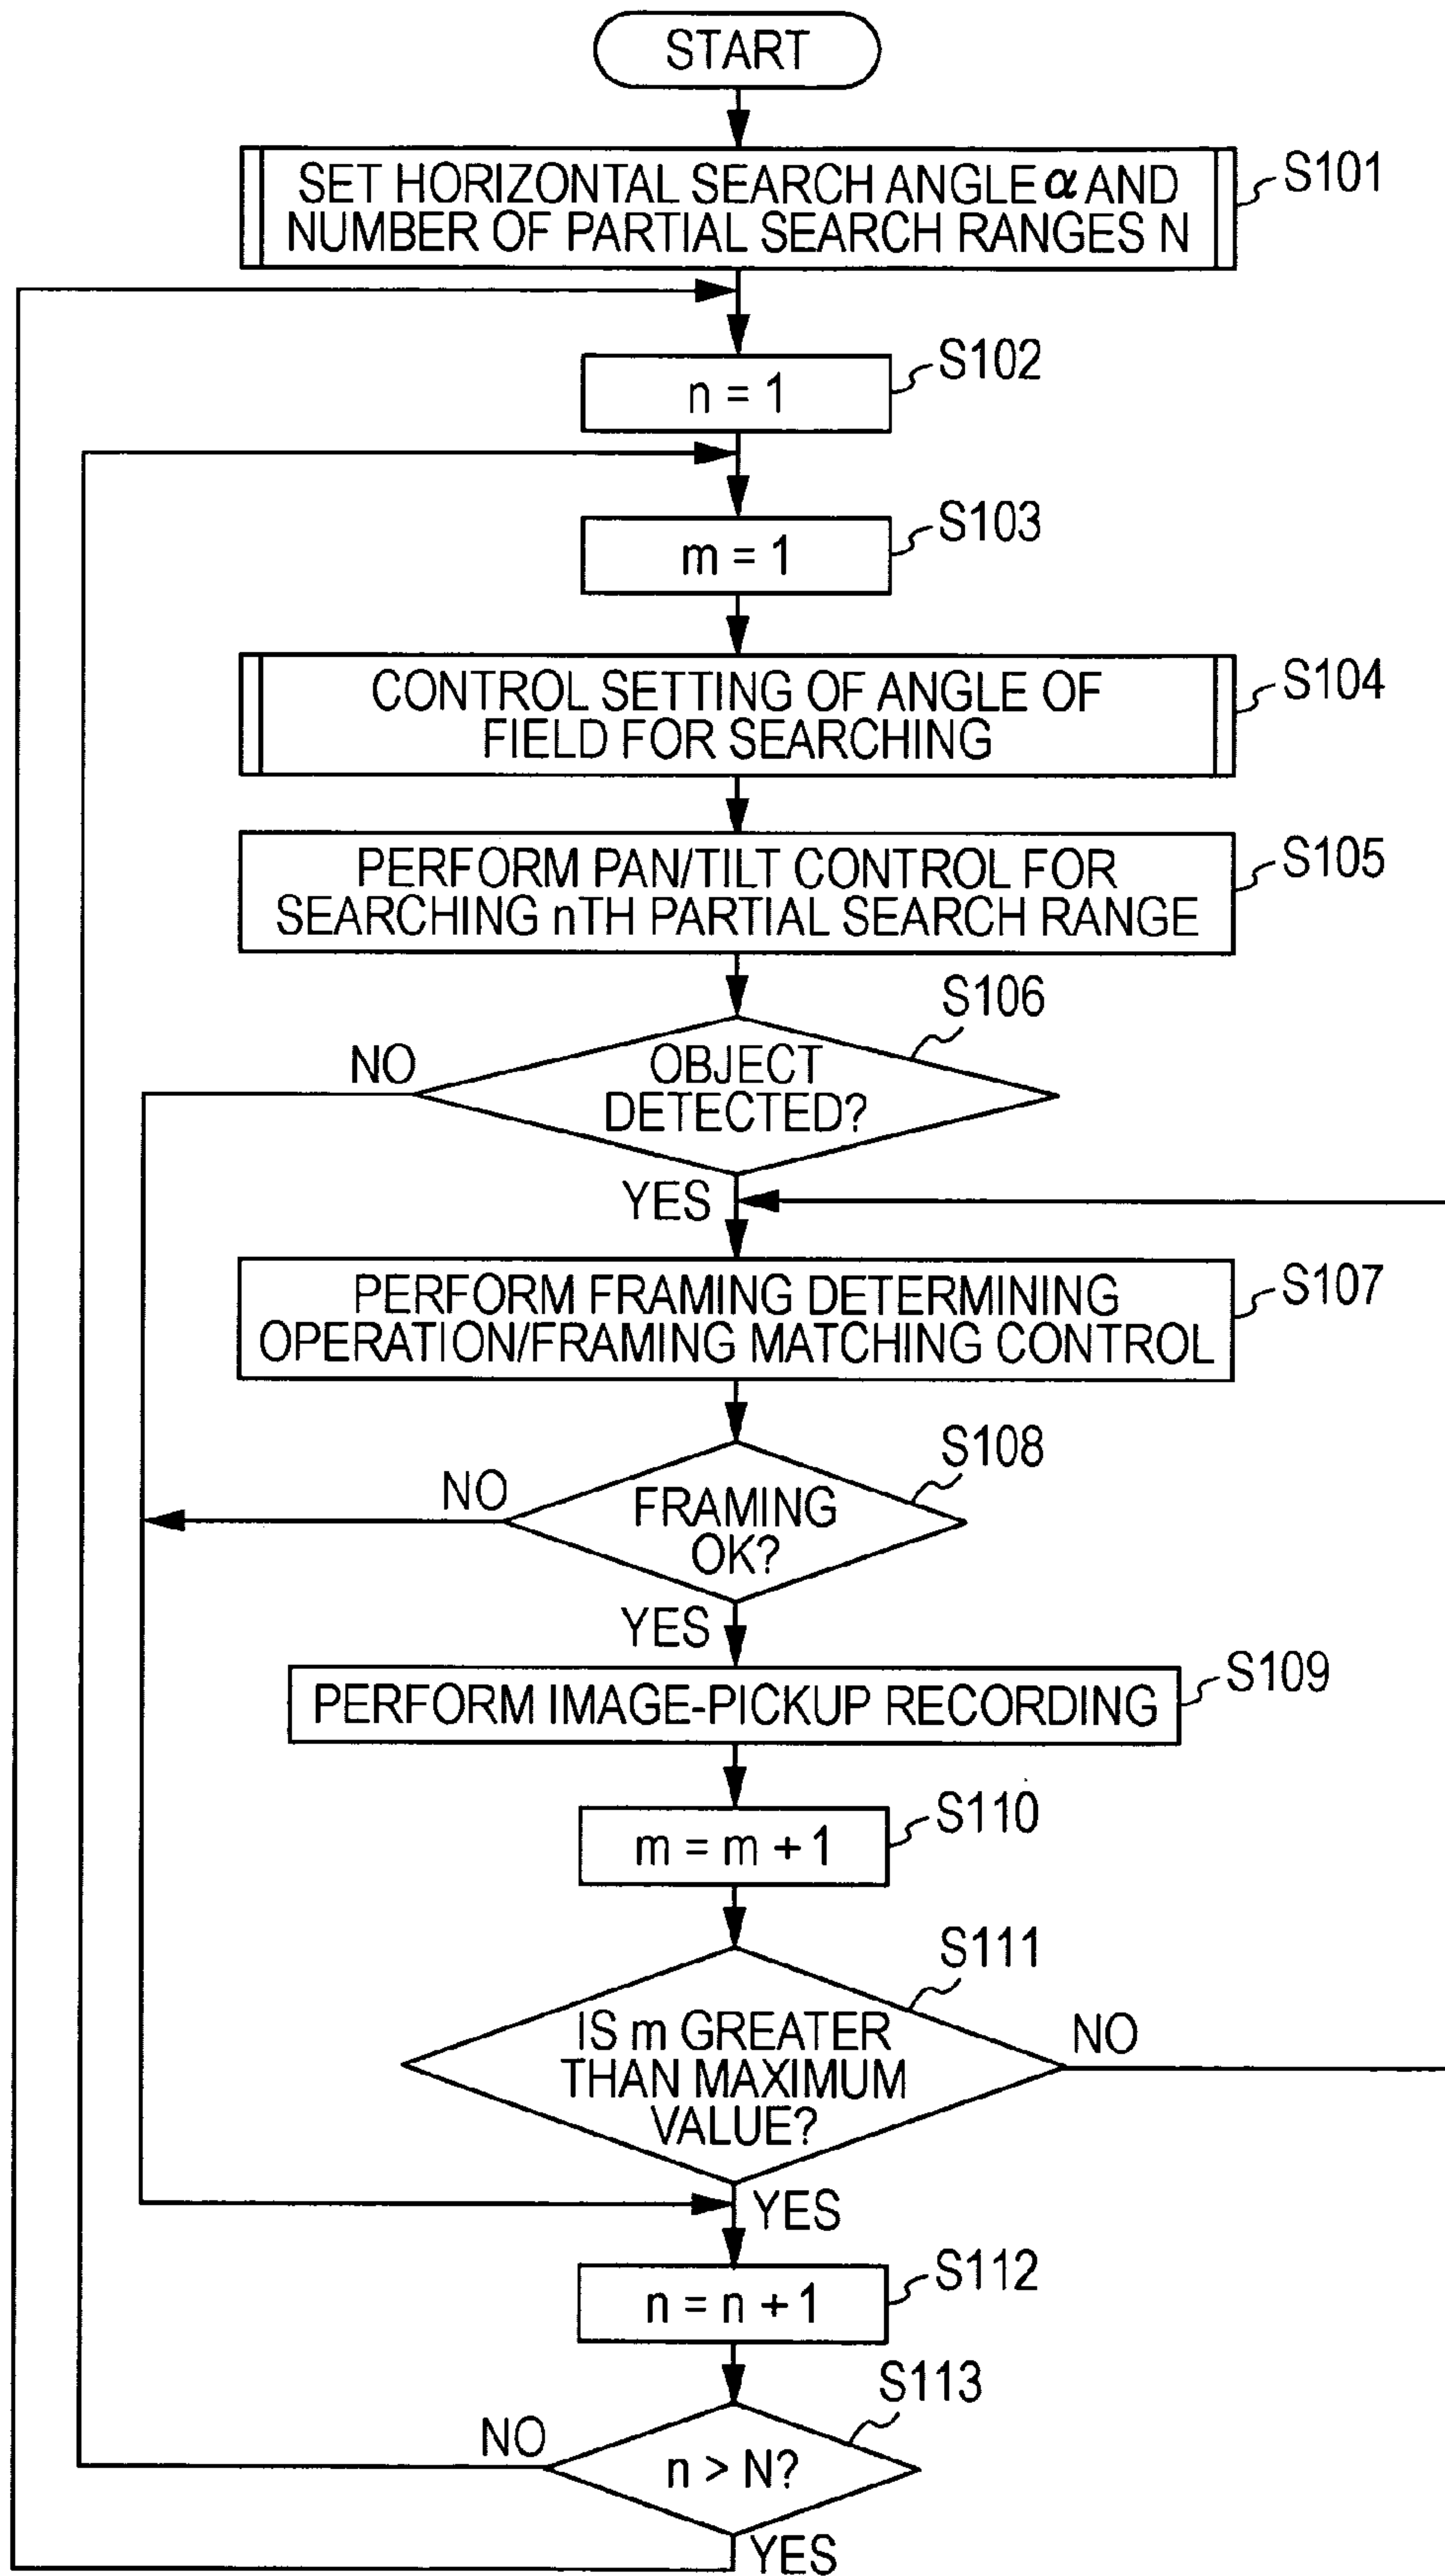 START
SET HORIZONTAL SEARCH ANGLE α AND
NUMBER OF PARTIAL SEARCH RANGES N
S101
n = 1
S102
m = 1
S103
CONTROL SETTING OF ANGLE OF
FIELD FOR SEARCHING
S104
PERFORM PAN/TILT CONTROL FOR
SEARCHING nTH PARTIAL SEARCH RANGE
S105
S106
NO
OBJECT
DETECTED?
YES
PERFORM FRAMING DETERMINING
OPERATION/FRAMING MATCHING CONTROL
S107
S108
NO
FRAMING
OK?
YES
PERFORM IMAGE-PICKUP RECORDING
S109
m = m + 1
S110
S111
IS m GREATER
THAN MAXIMUM
VALUE?
NO
YES
n = n + 1
S112
S113
NO
n > N?
YES